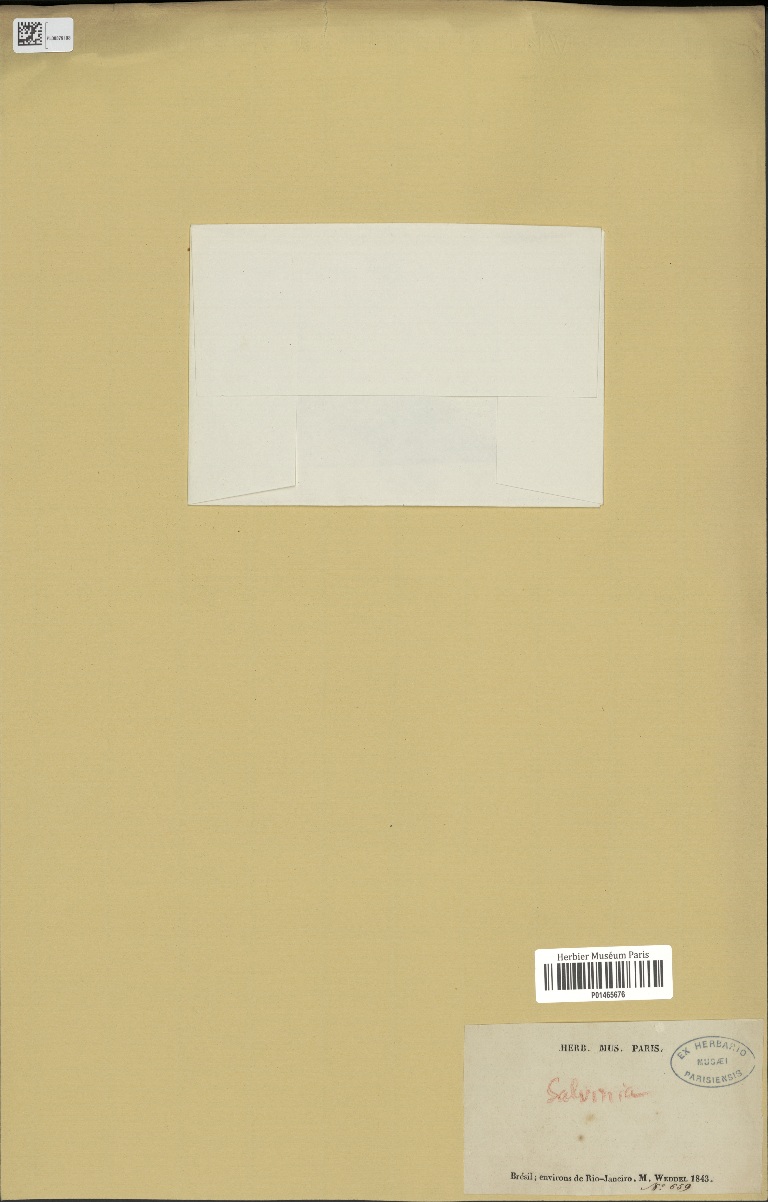 Herbier Muséum Paris
P01465676
HERB. MUS. PARIS.
EX HERBARIO
MUSÆI
PARISIENSIS
Salvinia
Brésil; environs de Rio-Janeiro. M. WEDDEL 1843.
Nº 659